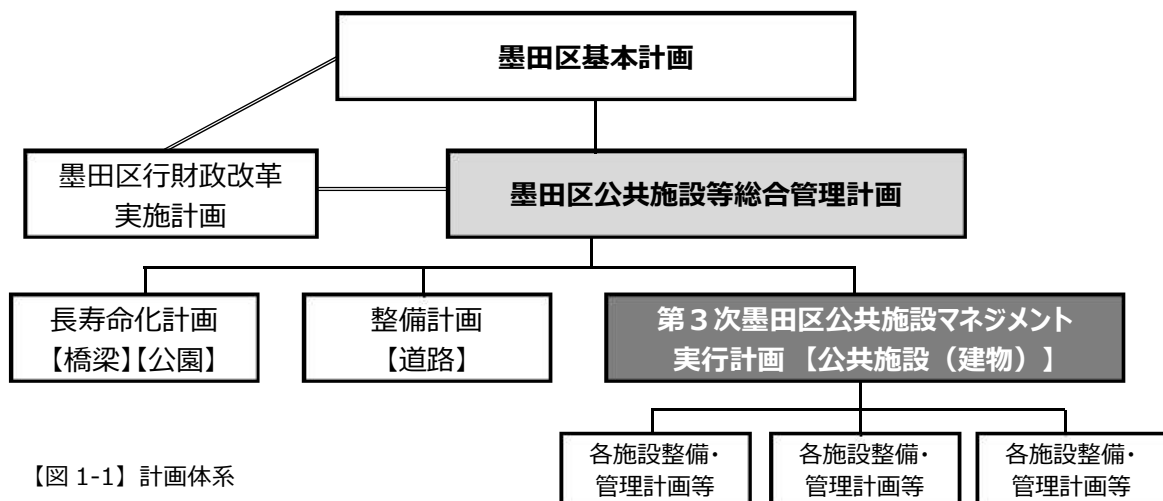 墨田区基本計画
墨田区行財政改革
実施計画
墨田区公共施設等総合管理計画
長寿命化計画
【橋梁】【公園】
整備計画
【道路】
第３次墨田区公共施設マネジメント
実行計画 【公共施設（建物）】
各施設整備・
管理計画等
各施設整備・
管理計画等
各施設整備・
管理計画等
【図 1-1】計画体系